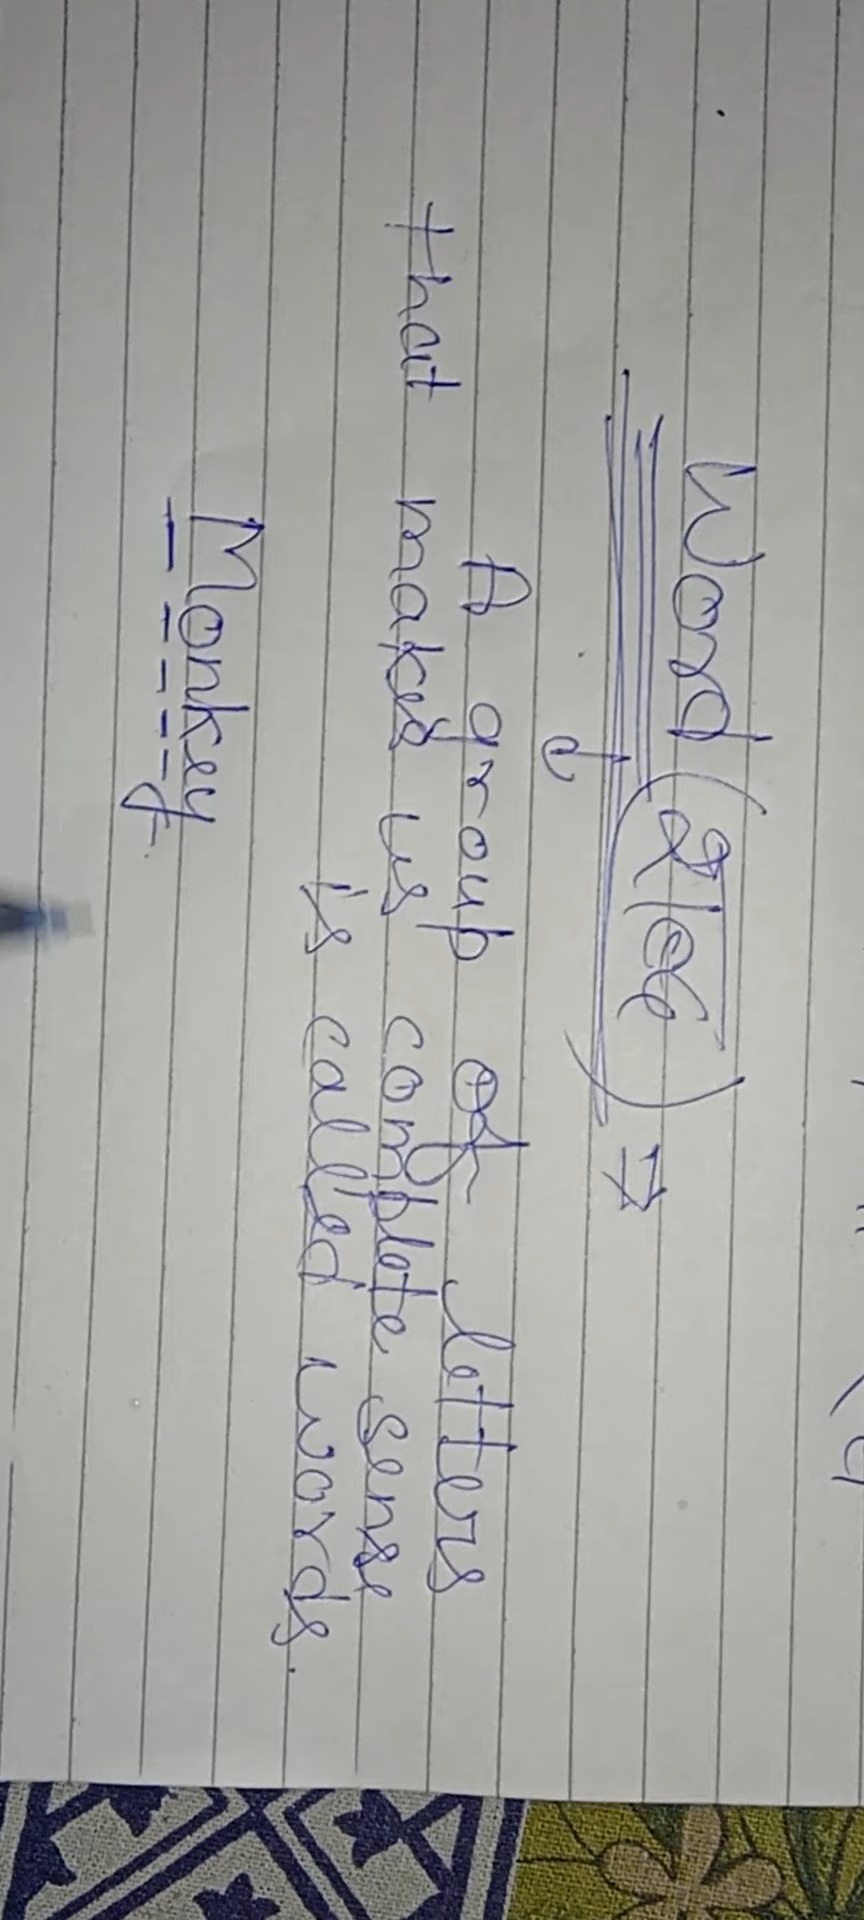 Word (शब्द) →
A group of letters
that makes us complete sense
is called words.
Monkey